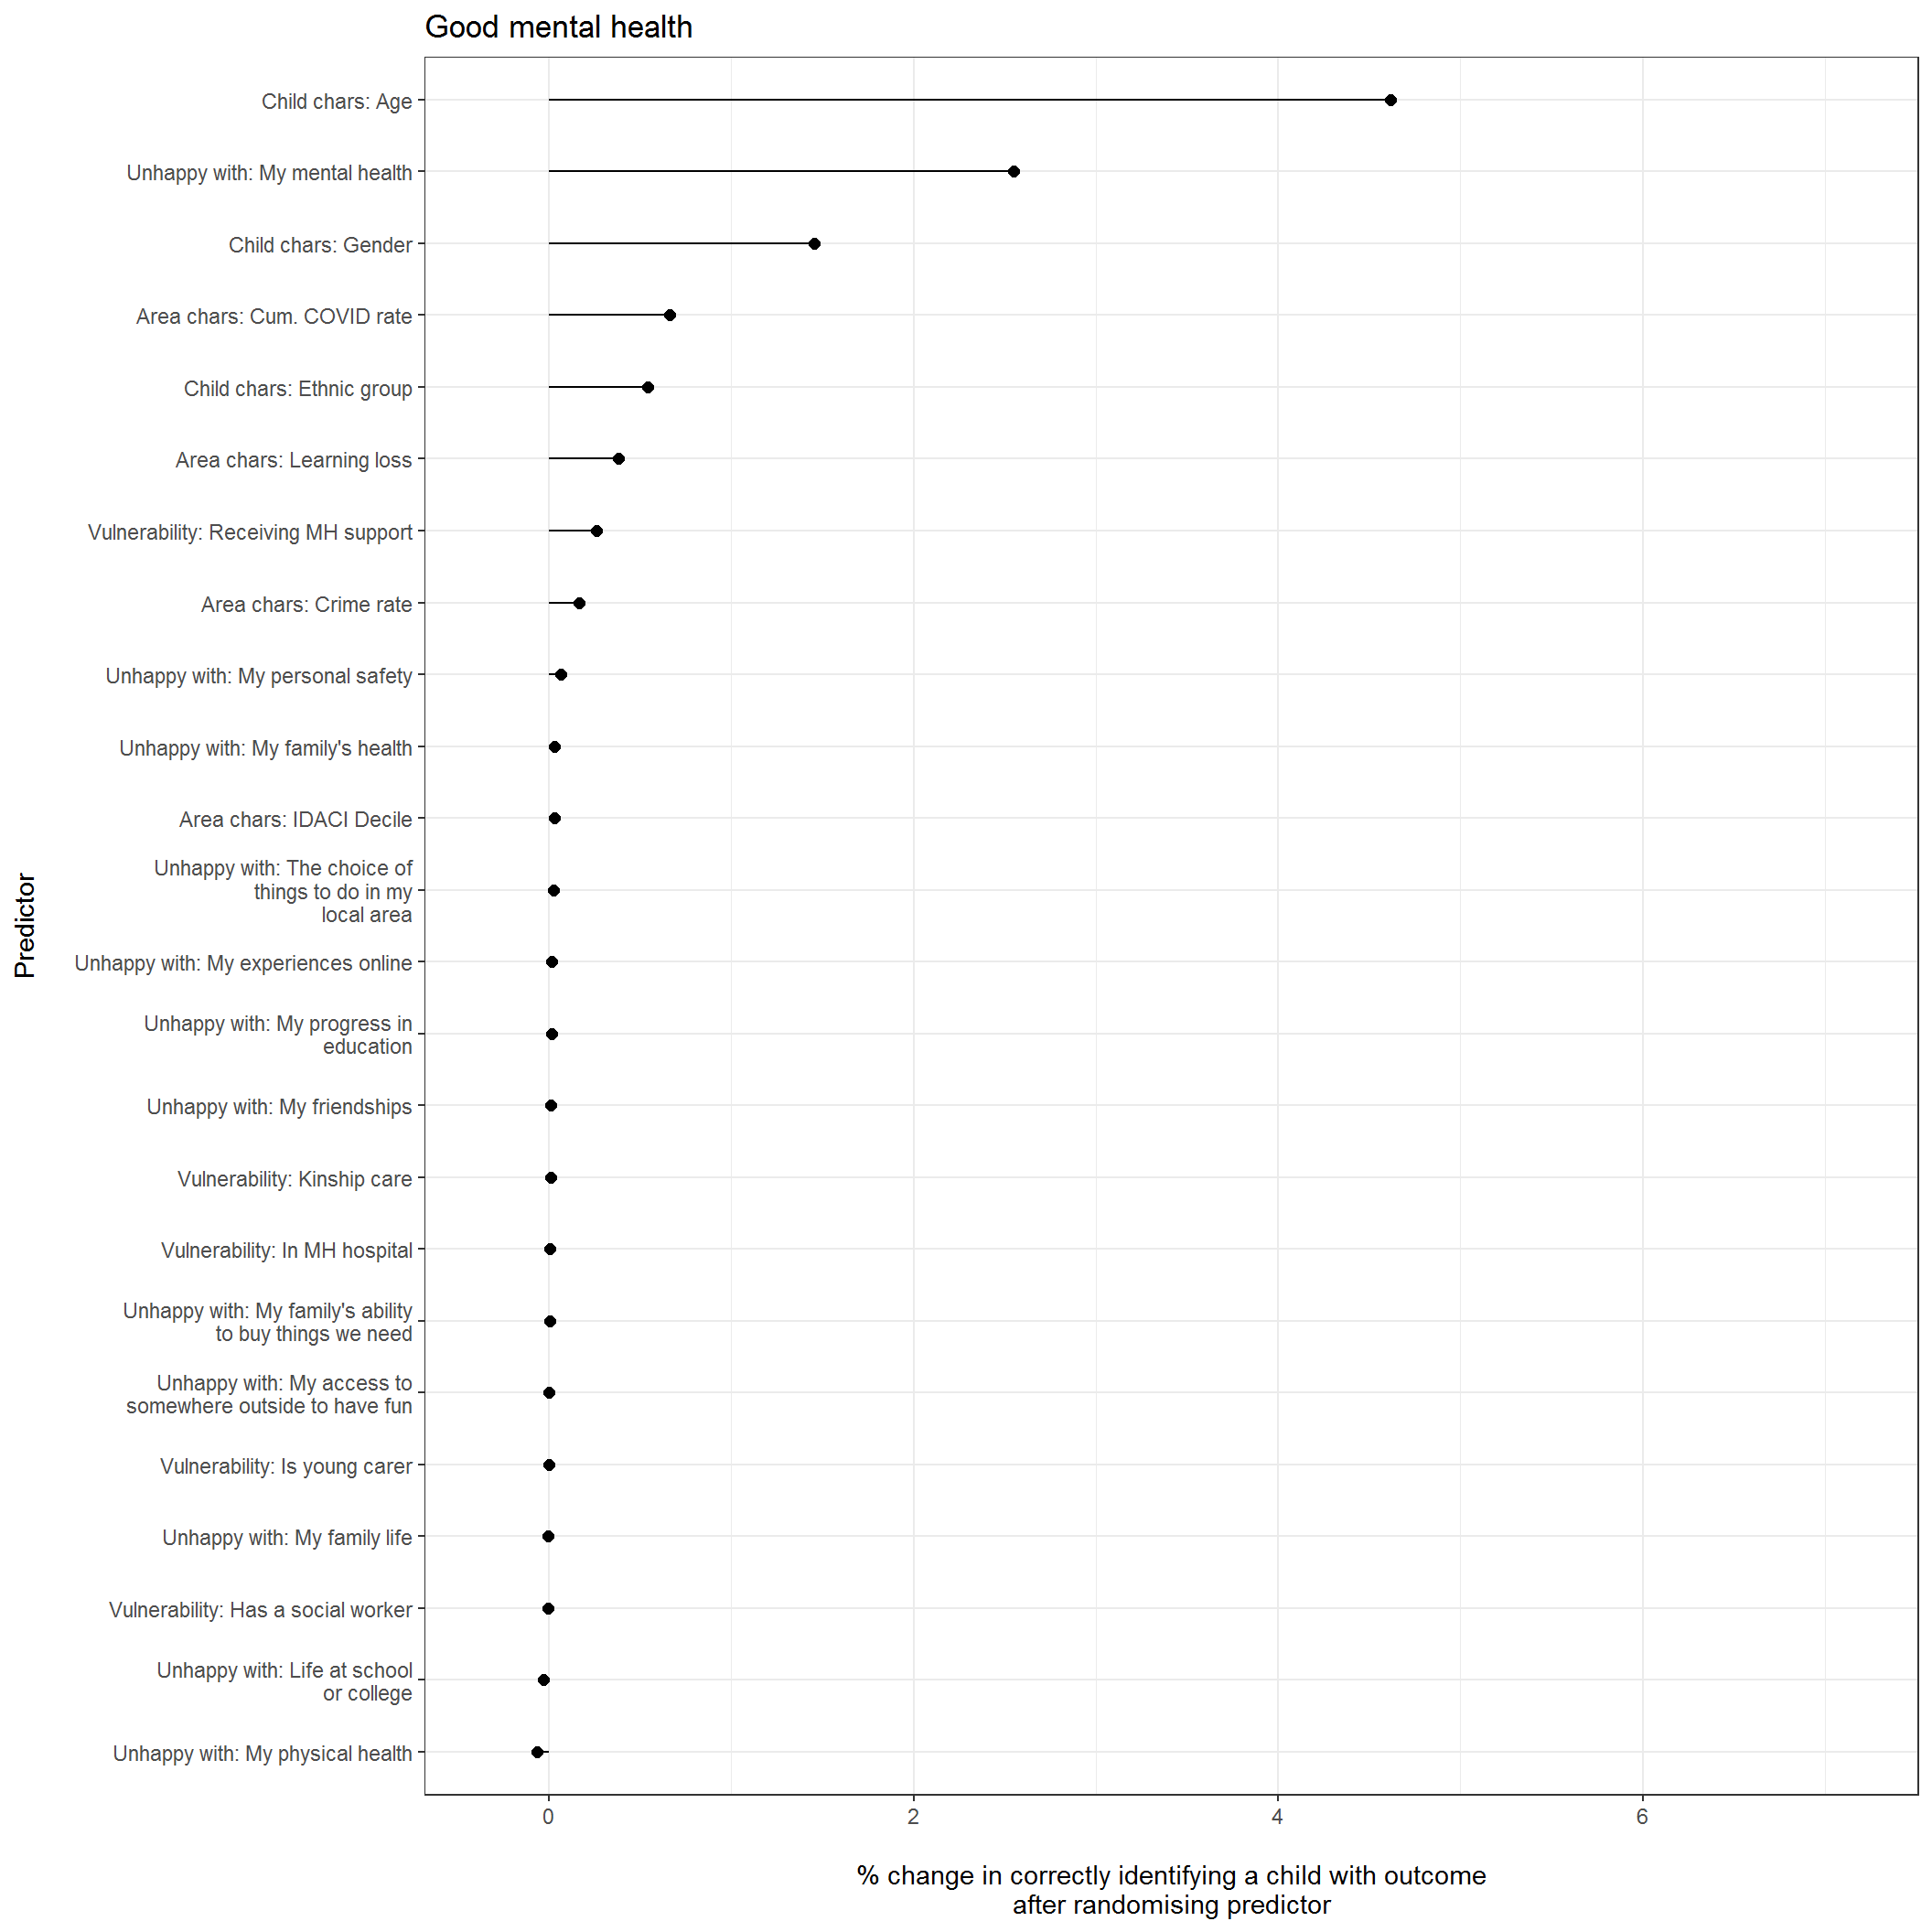 Good mental health
Child chars: Age
Unhappy with: My mental health
Child chars: Gender
Area chars: Cum. COVID rate
Child chars: Ethnic group
Area chars: Learning loss
Vulnerability: Receiving MH support
Area chars: Crime rate
Unhappy with: My personal safety
Unhappy with: My family's health
Area chars: IDACI Decile
Unhappy with: The choice of
things to do in my
local area
Unhappy with: My experiences online
Unhappy with: My progress in
education
Unhappy with: My friendships
Vulnerability: Kinship care
Vulnerability: In MH hospital
Unhappy with: My family's ability
to buy things we need
Unhappy with: My access to
somewhere outside to have fun
Vulnerability: Is young carer
Unhappy with: My family life
Vulnerability: Has a social worker
Unhappy with: Life at school
or college
Unhappy with: My physical health
Predictor
0 2 4 6
% change in correctly identifying a child with outcome
after randomising predictor